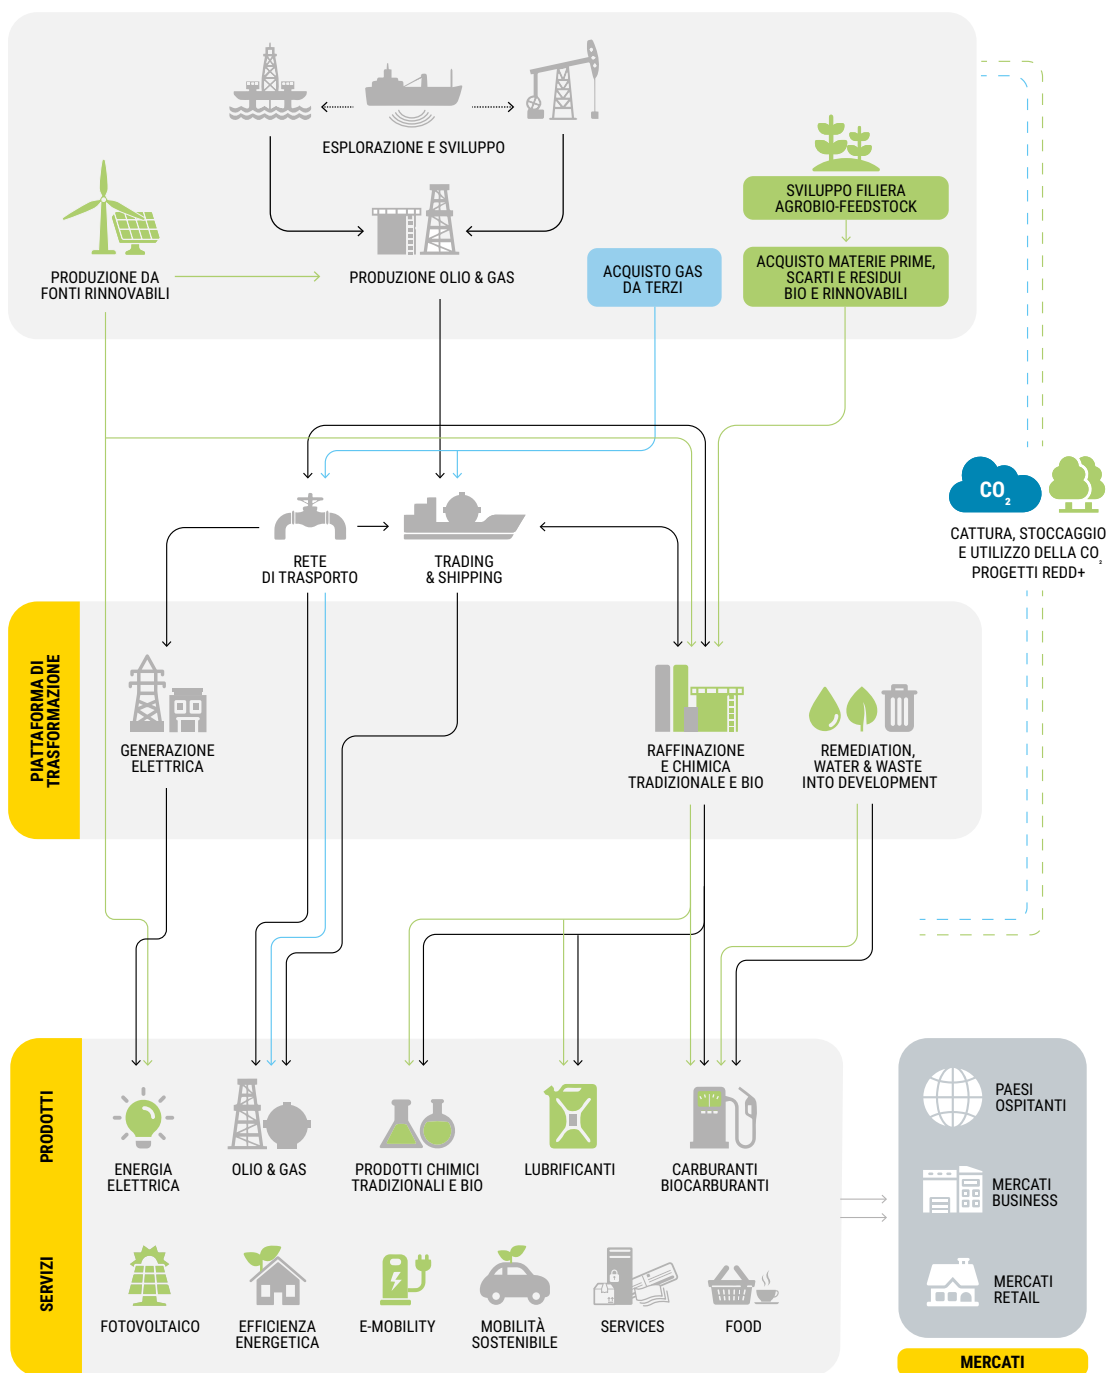 ESPLORAZIONE E SVILUPPO
SVILUPPO FILIERA
AGROBIO-FEEDSTOCK
PRODUZIONE DA
FONTI RINNOVABILI
PRODUZIONE OLIO & GAS
ACQUISTO GAS
DA TERZI
ACQUISTO MATERIE PRIME,
SCARTI E RESIDUI
BIO E RINNOVABILI
CO₂
CATTURA, STOCCAGGIO
E UTILIZZO DELLA CO₂
PROGETTI REDD+
RETE
DI TRASPORTO
TRADING
& SHIPPING
PIATTAFORMA DI
TRASFORMAZIONE
GENERAZIONE
ELETTRICA
RAFFINAZIONE
E CHIMICA
TRADIZIONALE E BIO
REMEDIATION,
WATER & WASTE
INTO DEVELOPMENT
PRODOTTI
ENERGIA
ELETTRICA
OLIO & GAS
PRODOTTI CHIMICI
TRADIZIONALI E BIO
LUBRIFICANTI
CARBURANTI
BIOCARBURANTI
SERVIZI
FOTOVOLTAICO
EFFICIENZA
ENERGETICA
E-MOBILITY
MOBILITÀ
SOSTENIBILE
SERVICES
FOOD
PAESI
OSPITANTI
MERCATI
BUSINESS
MERCATI
RETAIL
MERCATI